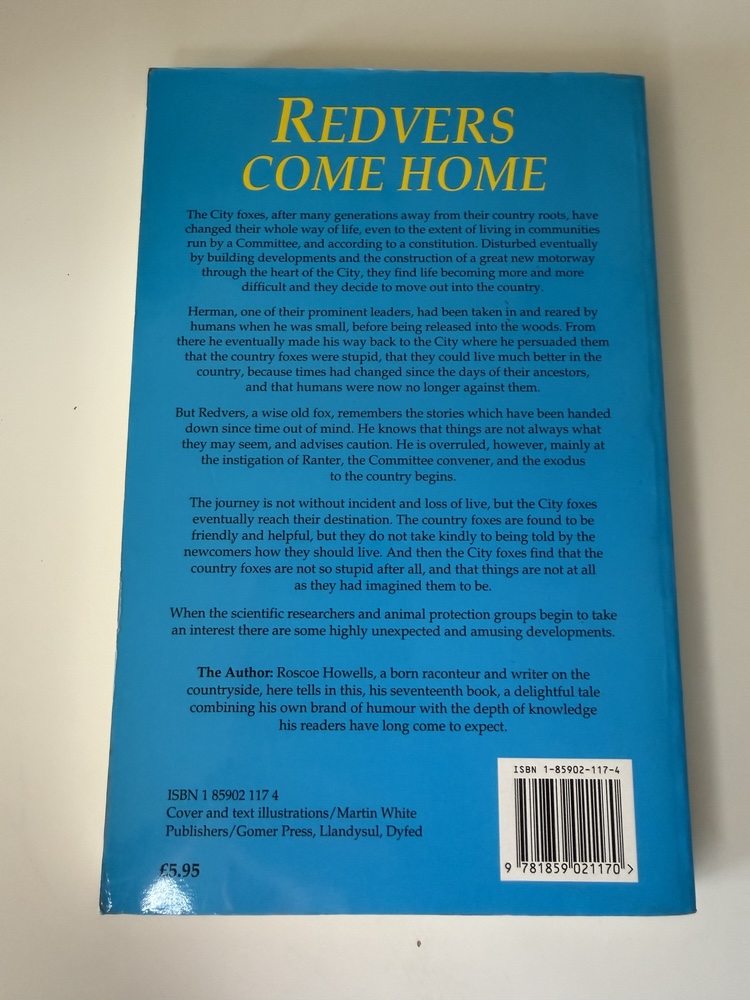 REDVERS
COME HOME
The City foxes, after many generations away from their country roots, have
changed their whole way of life, even to the extent of living in communities
run by a Committee, and according to a constitution. Disturbed eventually
by building developments and the construction of a great new motorway
through the heart of the City, they find life becoming more and more
difficult and they decide to move out into the country.
Herman, one of their prominent leaders, had been taken in and reared by
humans when he was small, before being released into the woods. From
there he eventually made his way back to the City where he persuaded them
that the country foxes were stupid, that they could live much better in the
country, because times had changed since the days of their ancestors,
and that humans were now no longer against them.
But Redvers, a wise old fox, remembers the stories which have been handed
down since time out of mind. He knows that things are not always what
they may seem, and advises caution. He is overruled, however, mainly at
the instigation of Ranter, the Committee convener, and the exodus
to the country begins.
The journey is not without incident and loss of live, but the City foxes
eventually reach their destination. The country foxes are found to be
friendly and helpful, but they do not take kindly to being told by the
newcomers how they should live. And then the City foxes find that the
country foxes are not so stupid after all, and that things are not at all
as they had imagined them to be.
When the scientific researchers and animal protection groups begin to take
an interest there are some highly unexpected and amusing developments.
The Author: Roscoe Howells, a born raconteur and writer on the
countryside, here tells in this, his seventeenth book, a delightful tale
combining his own brand of humour with the depth of knowledge
his readers have long come to expect.
ISBN 1-85902-117-4
ISBN 1 85902 117 4
Cover and text illustrations/Martin White
Publishers/Gomer Press, Llandysul, Dyfed
9 781859 021170 >
£5.95